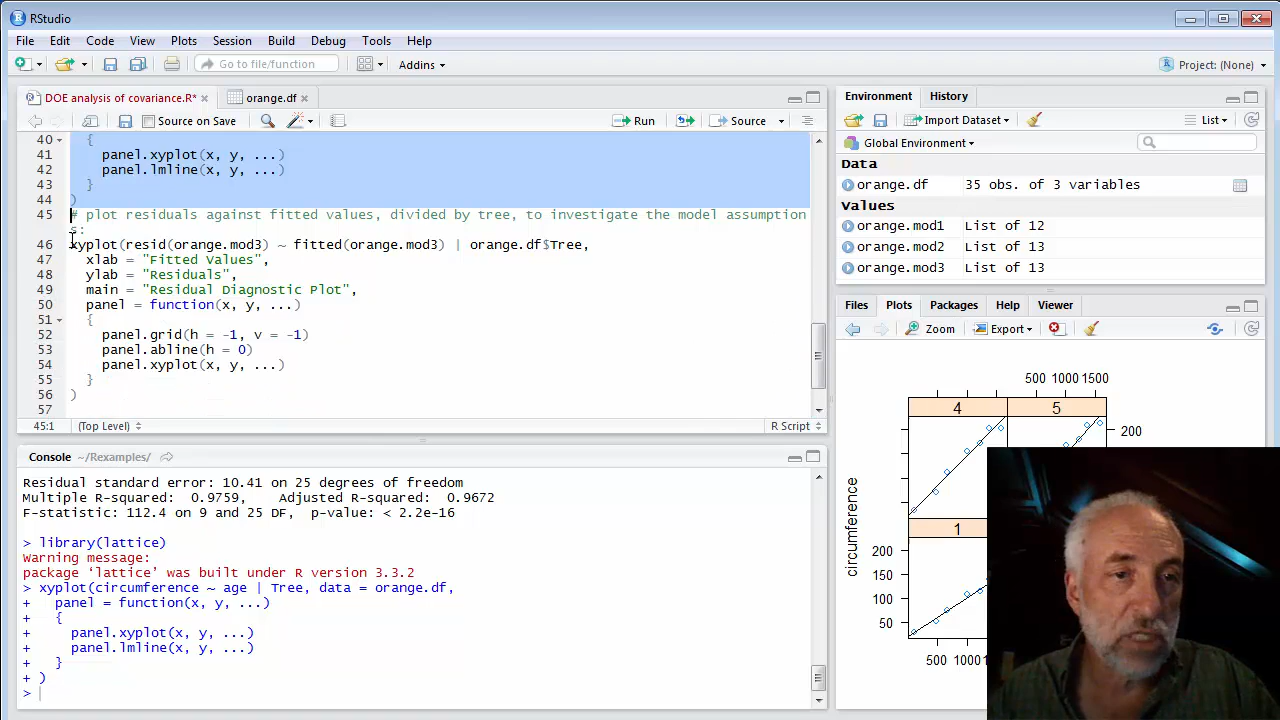 RStudio
File Edit Code View Plots Session Build Debug Tools Help
Go to file/function Addins Project: (None)
DOE analysis of covariance.R* orange.df
Source on Save Run Source
40 {
41 panel.xyplot(x, y, ...)
42 panel.lmline(x, y, ...)
43 }
44 )
45 # plot residuals against fitted values, divided by tree, to investigate the model assumption
s:
46 xyplot(resid(orange.mod3) ~ fitted(orange.mod3) | orange.df$Tree,
47 xlab = "Fitted Values",
48 ylab = "Residuals",
49 main = "Residual Diagnostic Plot",
50 panel = function(x, y, ...)
51 {
52 panel.grid(h = -1, v = -1)
53 panel.abline(h = 0)
54 panel.xyplot(x, y, ...)
55 }
56 )
57
45:1 (Top Level) R Script
Console ~/Rexamples/
Residual standard error: 10.41 on 25 degrees of freedom
Multiple R-squared: 0.9759, Adjusted R-squared: 0.9672
F-statistic: 112.4 on 9 and 25 DF, p-value: < 2.2e-16
> library(lattice)
Warning message:
package ‘lattice’ was built under R version 3.3.2
> xyplot(circumference ~ age | Tree, data = orange.df,
+ panel = function(x, y, ...)
+ {
+ panel.xyplot(x, y, ...)
+ panel.lmline(x, y, ...)
+ }
+ )
>
Environment History
Import Dataset List
Global Environment
Data
orange.df 35 obs. of 3 variables
Values
orange.mod1 List of 12
orange.mod2 List of 13
orange.mod3 List of 13
Files Plots Packages Help Viewer
Zoom Export
500 1000 1500
4 5
200
1
circumference
200
150
100
50
500